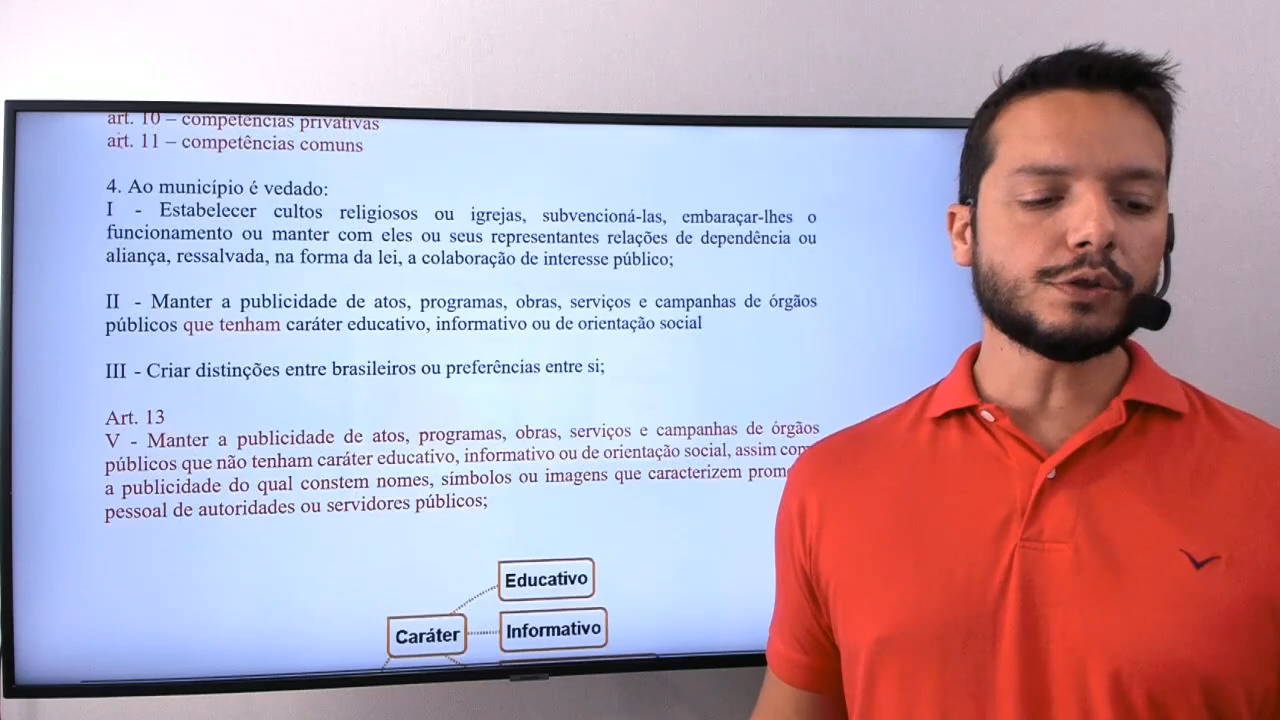 art. 10 – competências privativas
art. 11 – competências comuns
4. Ao município é vedado:
I - Estabelecer cultos religiosos ou igrejas, subvencioná-las, embaraçar-lhes o
funcionamento ou manter com eles ou seus representantes relações de dependência ou
aliança, ressalvada, na forma da lei, a colaboração de interesse público;
II - Manter a publicidade de atos, programas, obras, serviços e campanhas de órgãos
públicos que tenham caráter educativo, informativo ou de orientação social
III - Criar distinções entre brasileiros ou preferências entre si;
Art. 13
V - Manter a publicidade de atos, programas, obras, serviços e campanhas de órgãos
públicos que não tenham caráter educativo, informativo ou de orientação social, assim
a publicidade do qual constem nomes, símbolos ou imagens que caracterizem
pessoal de autoridades ou servidores públicos;
Educativo
Caráter
Informativo